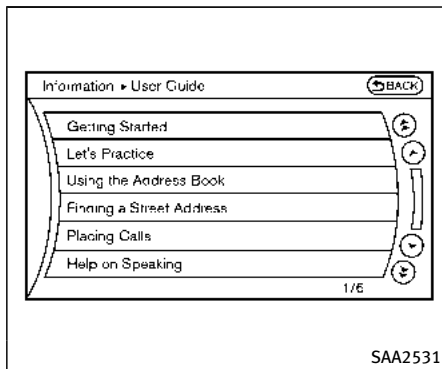 Information ▸ User Guide
BACK
Getting Started
Let's Practice
Using the Address Book
Finding a Street Address
Placing Calls
Help on Speaking
1/6
SAA2531